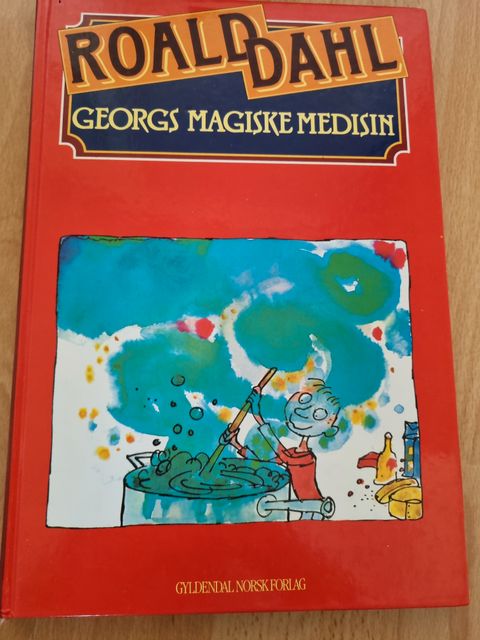 ROALD DAHL
GEORGS MAGISKE MEDISIN
GYLDENDAL NORSK FORLAG